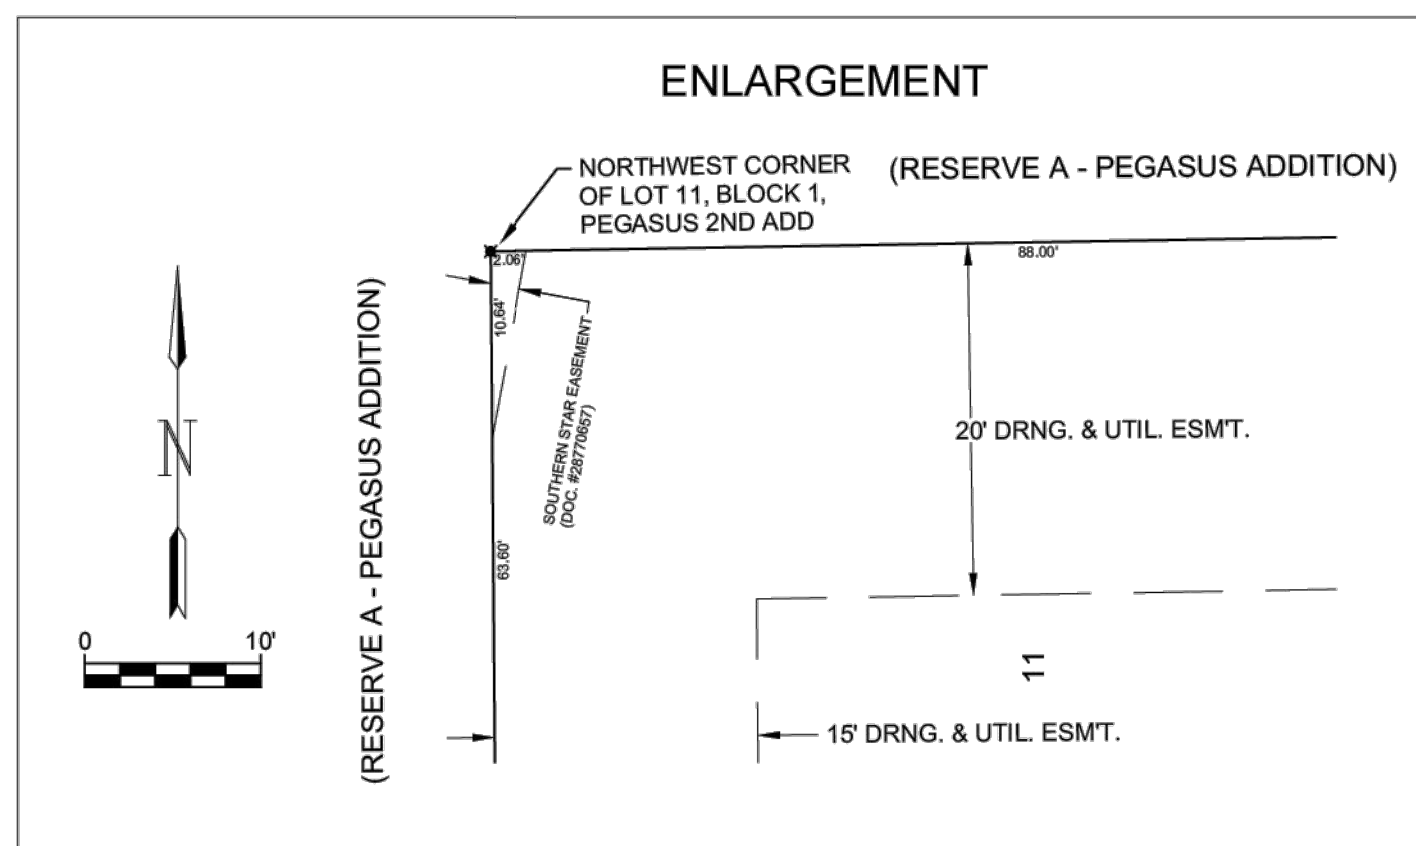 ENLARGEMENT
NORTHWEST CORNER
OF LOT 11, BLOCK 1,
PEGASUS 2ND ADD
(RESERVE A - PEGASUS ADDITION)
2.06'
88.00'
10.64'
SOUTHERN STAR EASEMENT
(DOC. #28770657)
(RESERVE A - PEGASUS ADDITION)
N
20' DRNG. & UTIL. ESM'T.
63.60'
0 10'
11
15' DRNG. & UTIL. ESM'T.